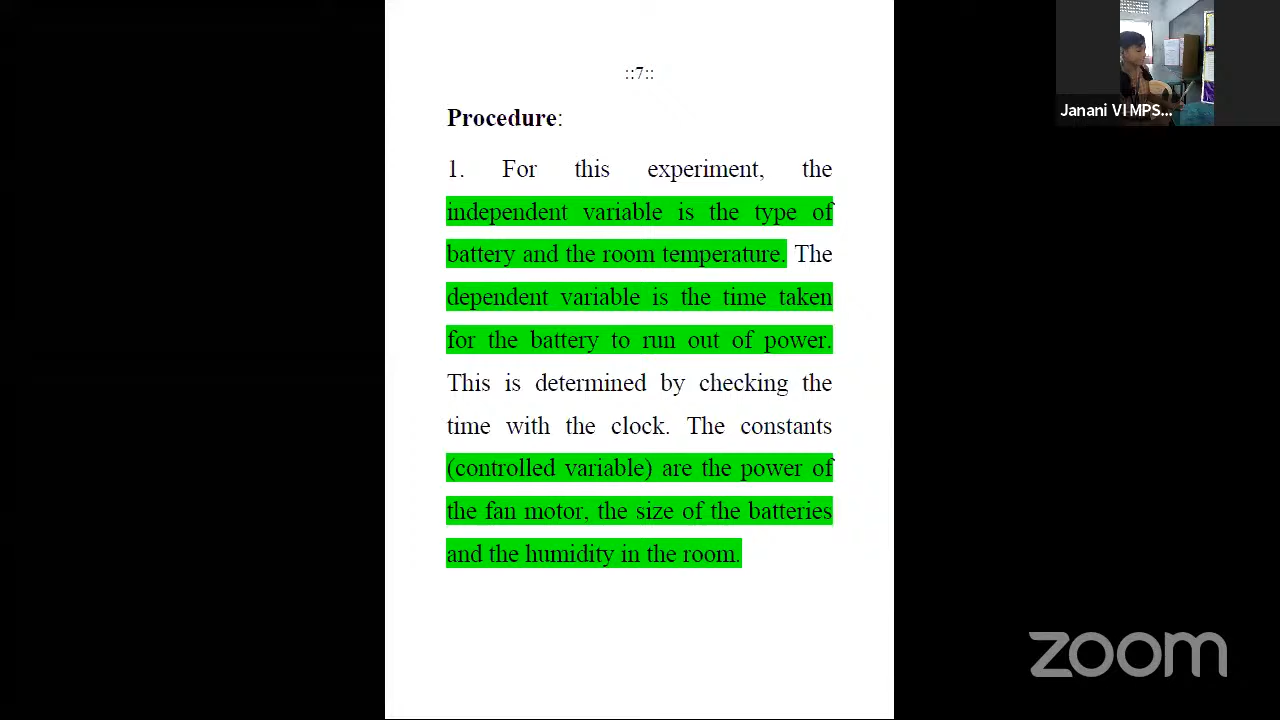 ::7::
Procedure:
1. For this experiment, the
independent variable is the type of
battery and the room temperature. The
dependent variable is the time taken
for the battery to run out of power.
This is determined by checking the
time with the clock. The constants
(controlled variable) are the power of
the fan motor, the size of the batteries
and the humidity in the room.
Janani VI MPS...
zoom